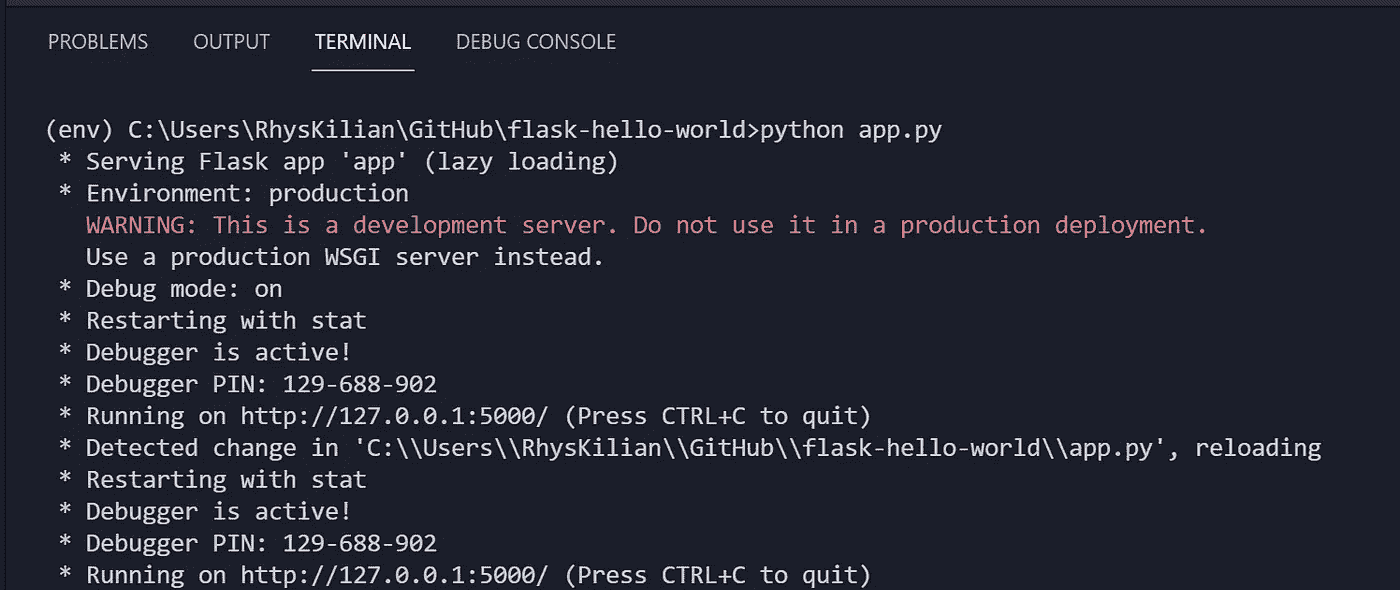 PROBLEMS OUTPUT TERMINAL DEBUG CONSOLE
(env) C:\Users\RhysKilian\GitHub\flask-hello-world>python app.py
* Serving Flask app 'app' (lazy loading)
* Environment: production
WARNING: This is a development server. Do not use it in a production deployment.
Use a production WSGI server instead.
* Debug mode: on
* Restarting with stat
* Debugger is active!
* Debugger PIN: 129-688-902
* Running on http://127.0.0.1:5000/ (Press CTRL+C to quit)
* Detected change in 'C:\\Users\\RhysKilian\\GitHub\\flask-hello-world\\app.py', reloading
* Restarting with stat
* Debugger is active!
* Debugger PIN: 129-688-902
* Running on http://127.0.0.1:5000/ (Press CTRL+C to quit)